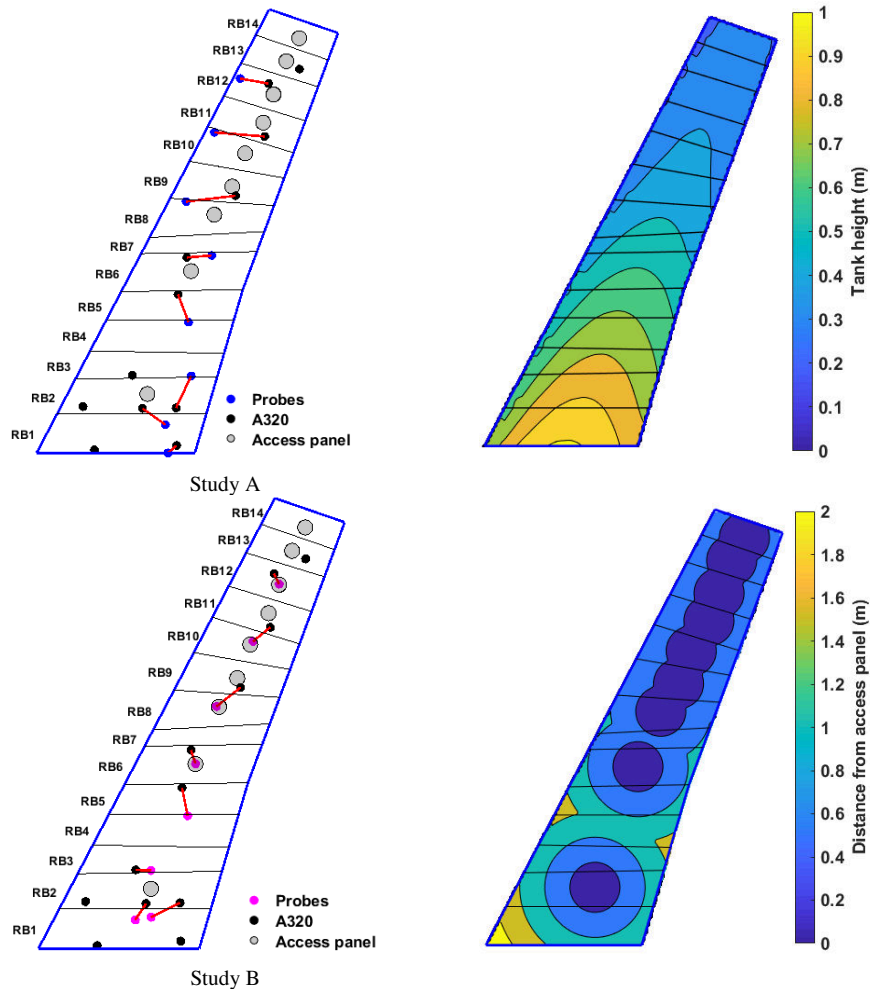 RB14
RB13
RB12
RB11
RB10
RB9
RB8
RB7
RB6
RB5
RB4
RB3
RB2
RB1
Probes
A320
Access panel
Study A
1
0.9
0.8
0.7
0.6
0.5
0.4
0.3
0.2
0.1
0
Tank height (m)
RB14
RB13
RB12
RB11
RB10
RB9
RB8
RB7
RB6
RB5
RB4
RB3
RB2
RB1
Probes
A320
Access panel
Study B
2
1.8
1.6
1.4
1.2
1
0.8
0.6
0.4
0.2
0
Distance from access panel (m)